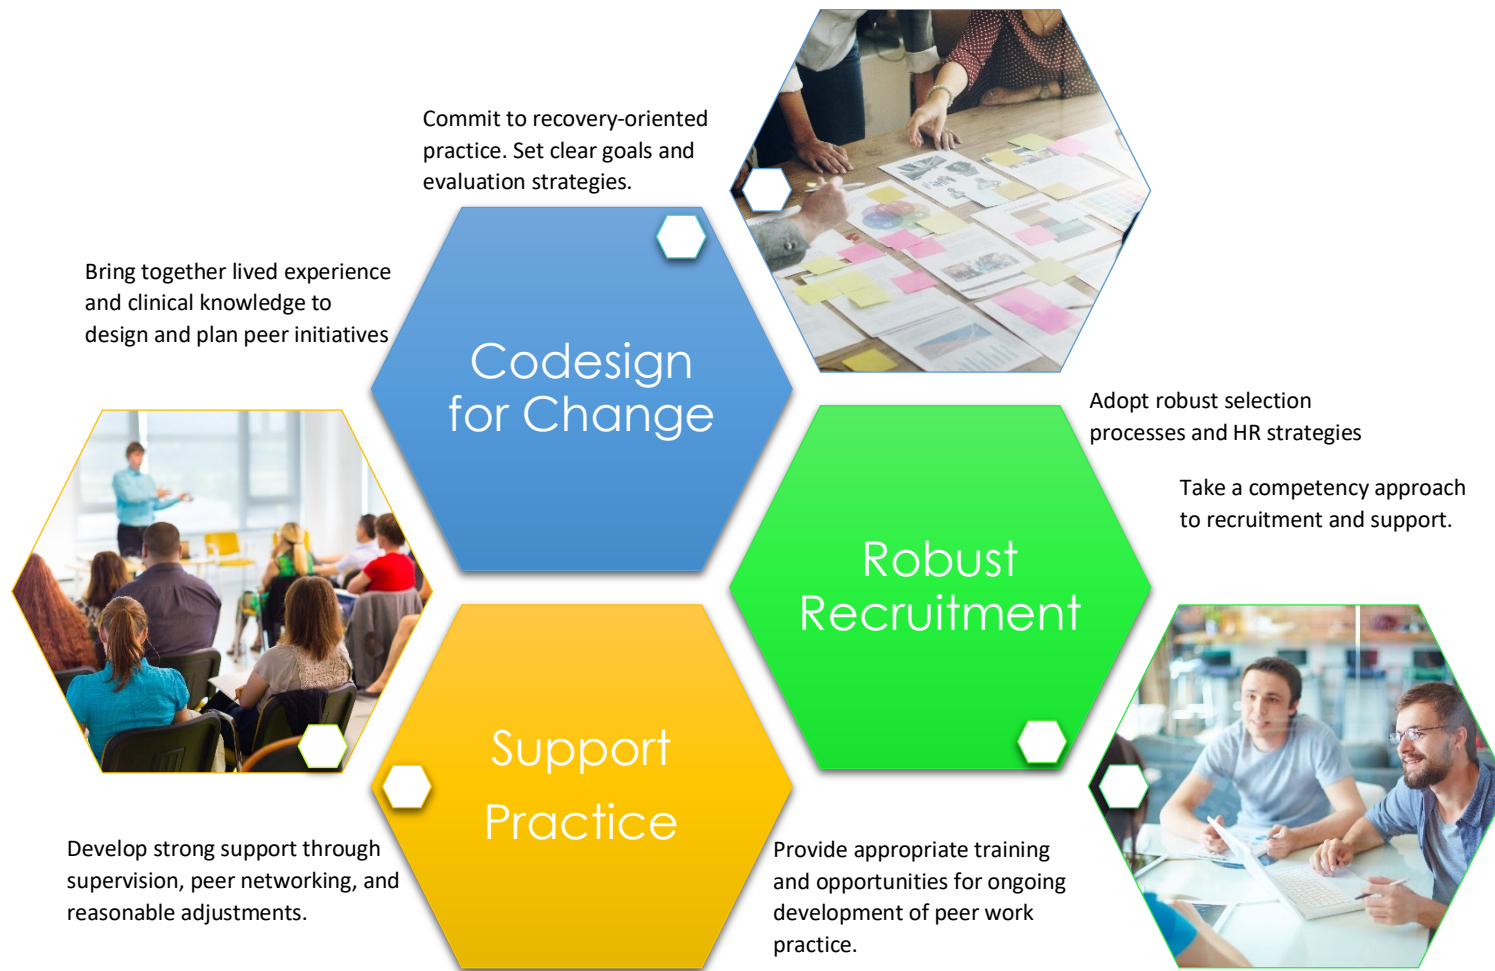 Commit to recovery-oriented
practice. Set clear goals and
evaluation strategies.
Bring together lived experience
and clinical knowledge to
design and plan peer initiatives
Codesign
for Change
Adopt robust selection
processes and HR strategies
Take a competency approach
to recruitment and support.
Robust
Recruitment
Support
Practice
Develop strong support through
supervision, peer networking, and
reasonable adjustments.
Provide appropriate training
and opportunities for ongoing
development of peer work
practice.